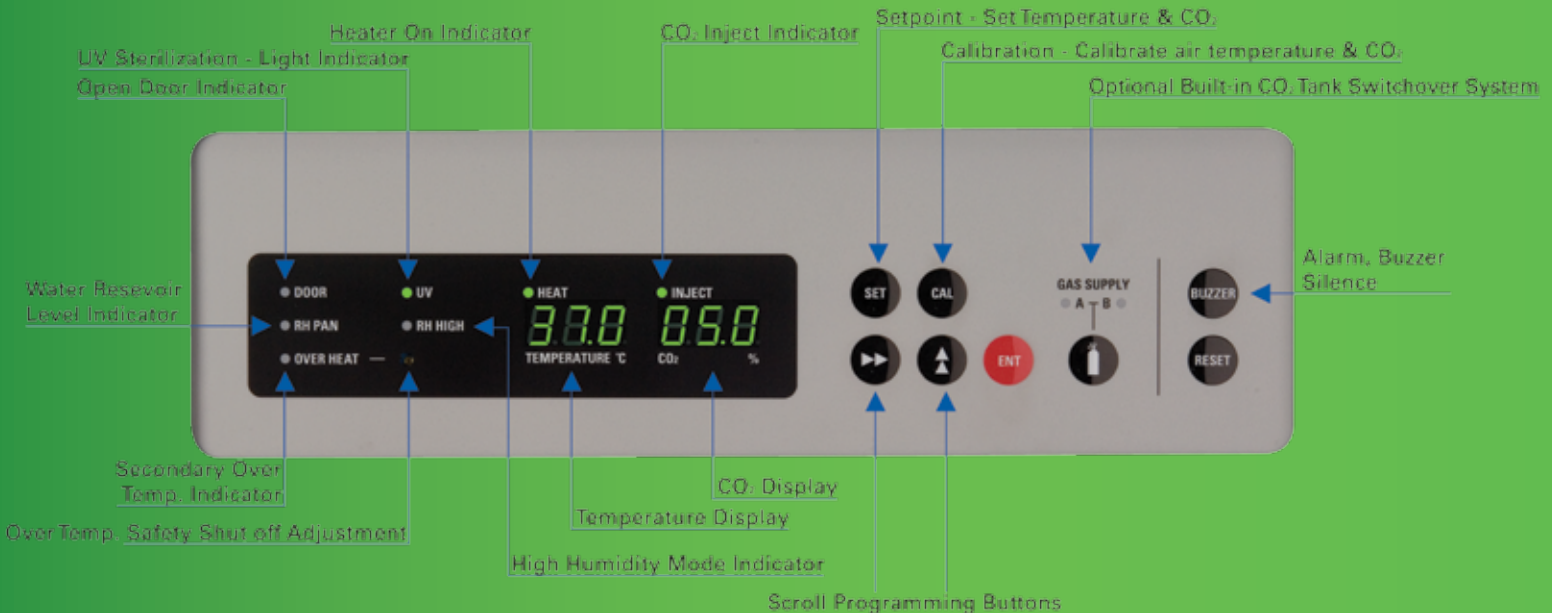 Setpoint - Set Temperature & CO₂
Heater On Indicator
CO₂ Inject Indicator
Calibration - Calibrate air temperature & CO₂
UV Sterilization - Light Indicator
Open Door Indicator
Optional Built-in CO₂ Tank Switchover System
Water Resevoir
Level Indicator
Alarm, Buzzer
Silence
DOOR
UV
HEAT
INJECT
RH PAN
RH HIGH
37.0
05.0
OVER HEAT
TEMPERATURE °C
CO₂ %
SET
CAL
GAS SUPPLY
A B
BUZZER
ENT
RESET
Secondary Over
Temp. Indicator
Over Temp. Safety Shut off Adjustment
CO₂ Display
Temperature Display
High Humidity Mode Indicator
Scroll Programming Buttons